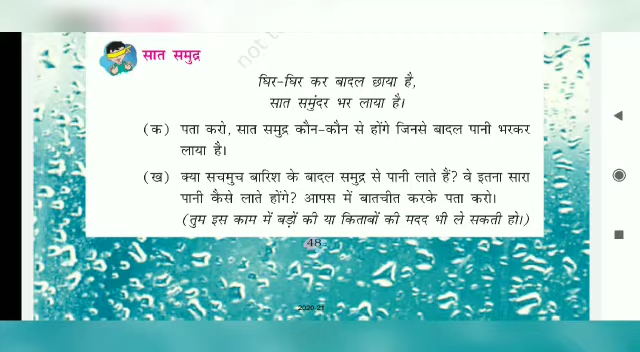 सात समुद्र
not t
घिर-घिर कर बादल छाया है,
सात समुंदर भर लाया है।
(क) पता करो, सात समुद्र कौन-कौन से होंगे जिनसे बादल पानी भरकर
लाया है।
(ख) क्या सचमुच बारिश के बादल समुद्र से पानी लाते हैं? वे इतना सारा
पानी कैसे लाते होंगे? आपस में बातचीत करके पता करो।
(तुम इस काम में बड़ों की या किताबों की मदद भी ले सकती हो।)
48
2020-21